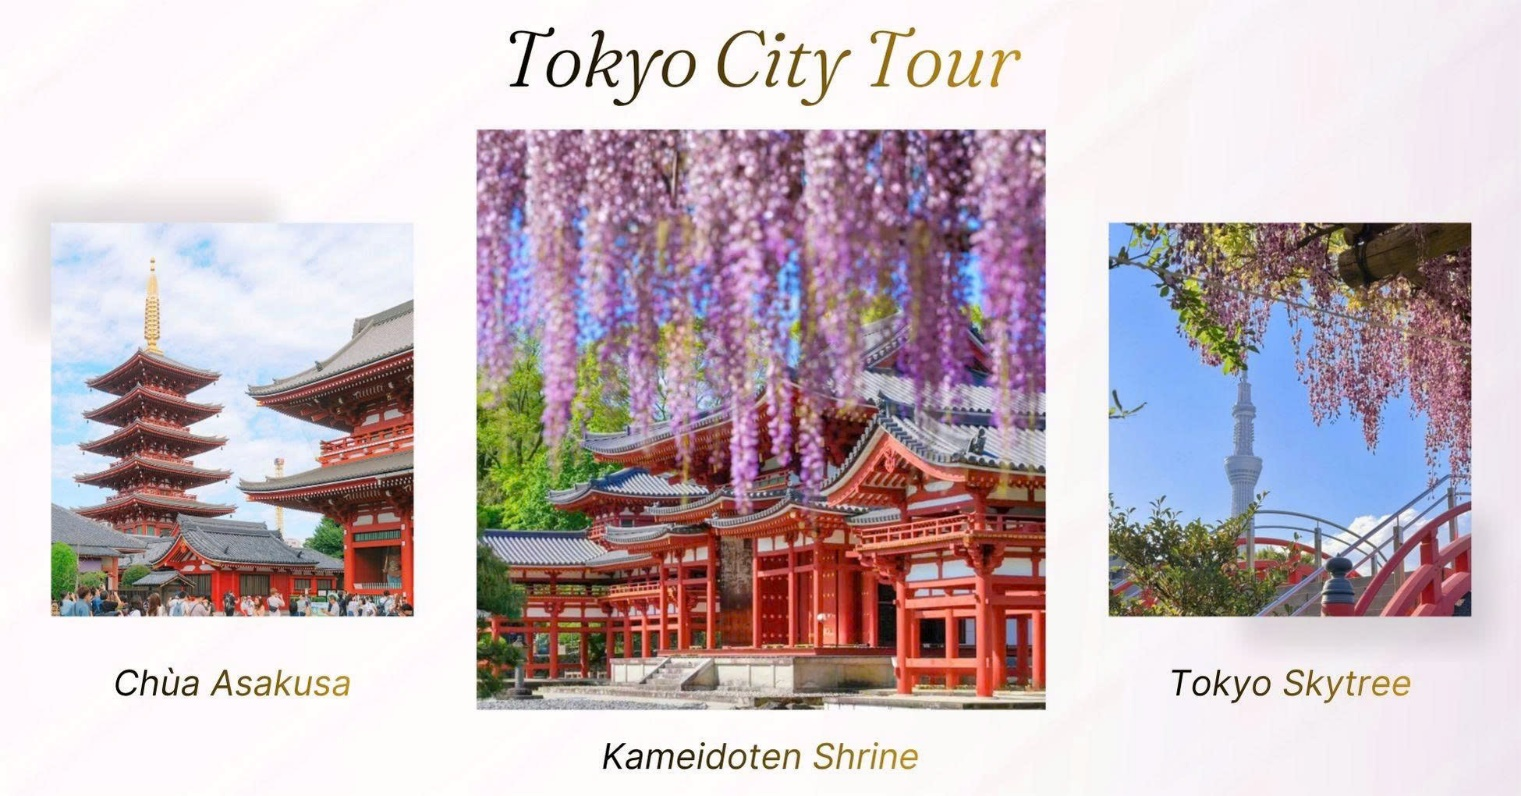 Tokyo City Tour
Chùa Asakusa
Kameidoten Shrine
Tokyo Skytree